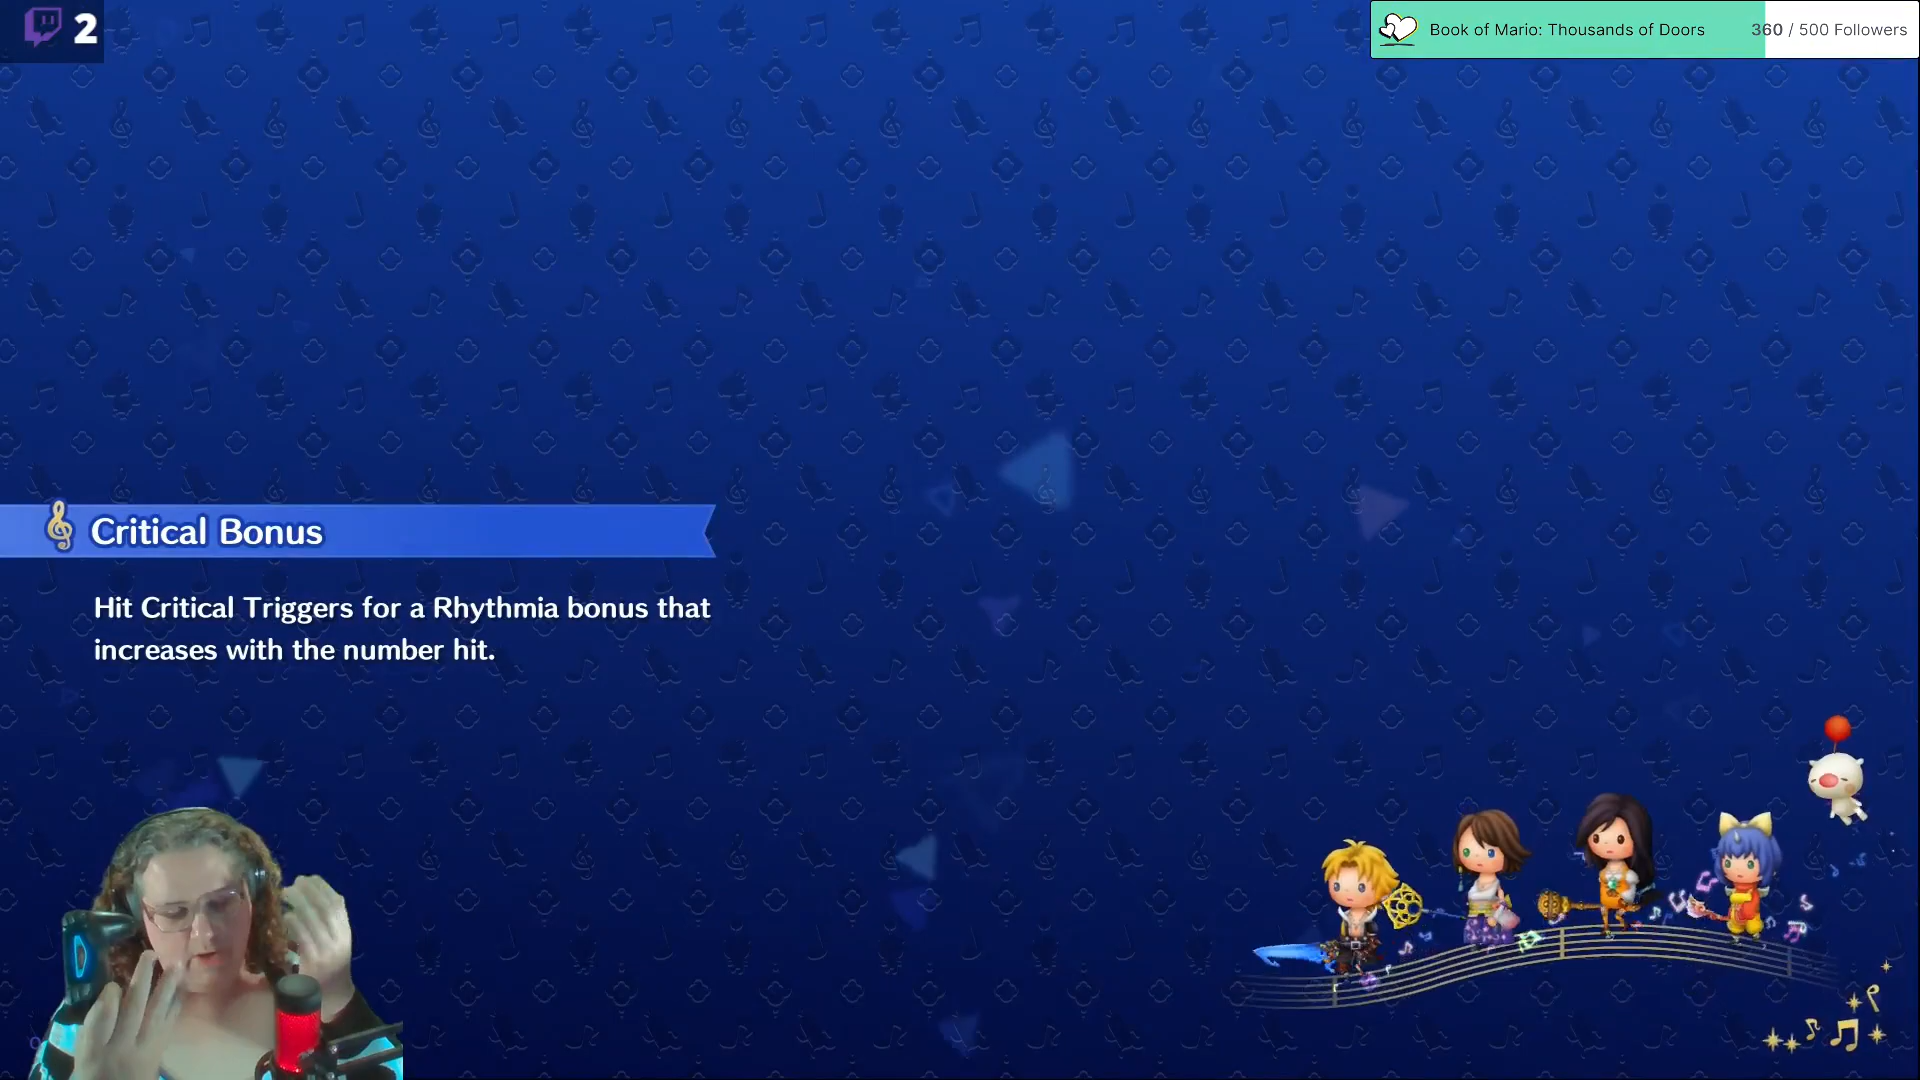 2
Book of Mario: Thousands of Doors 360 / 500 Followers
Critical Bonus
Hit Critical Triggers for a Rhythmia bonus that
increases with the number hit.